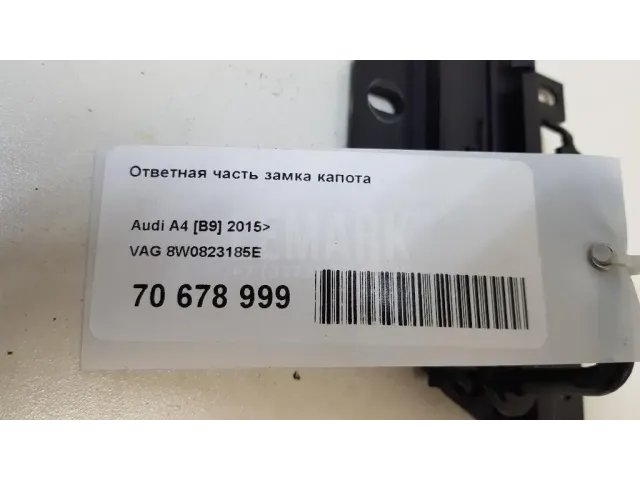 Ответная часть замка капота
Audi A4 [B9] 2015>
VAG 8W0823185E
70 678 999